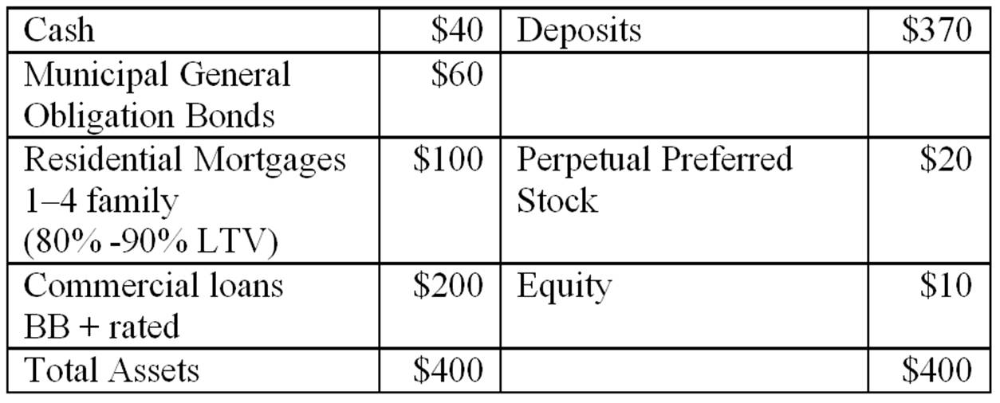 Cash $40 Deposits $370
Municipal General $60
Obligation Bonds
Residential Mortgages $100 Perpetual Preferred $20
1–4 family Stock
(80% -90% LTV)
Commercial loans $200 Equity $10
BB + rated
Total Assets $400 $400